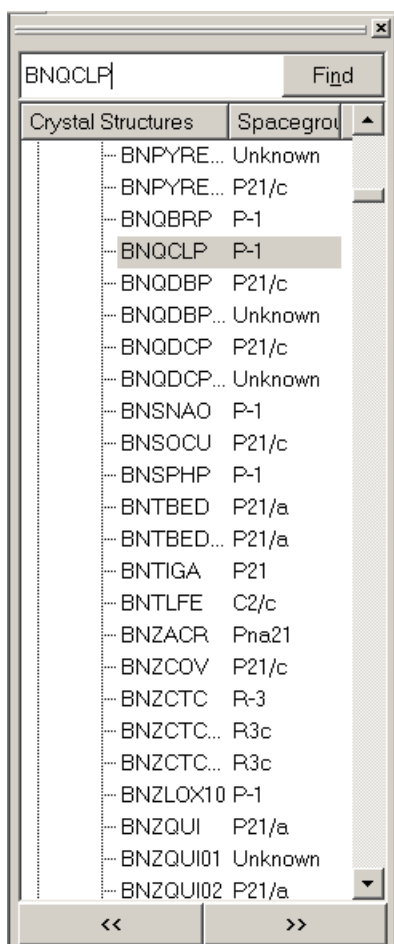 BNQCLP Find
Crystal Structures Spacegrou
BNPYRE... Unknown
BNPYRE... P21/c
BNQBRP P-1
BNQCLP P-1
BNQDBP P21/c
BNQDBP... Unknown
BNQDCP P21/c
BNQDCP... Unknown
BNSNAO P-1
BNSOCU P21/c
BNSPHP P-1
BNTBED P21/a
BNTBED... P21/a
BNTIGA P21
BNTLFE C2/c
BNZACR Pna21
BNZCOV P21/c
BNZCTC R-3
BNZCTC... R3c
BNZCTC... R3c
BNZLOX10 P-1
BNZQUI P21/a
BNZQUI01 Unknown
BNZQUI02 P21/a
<< >>